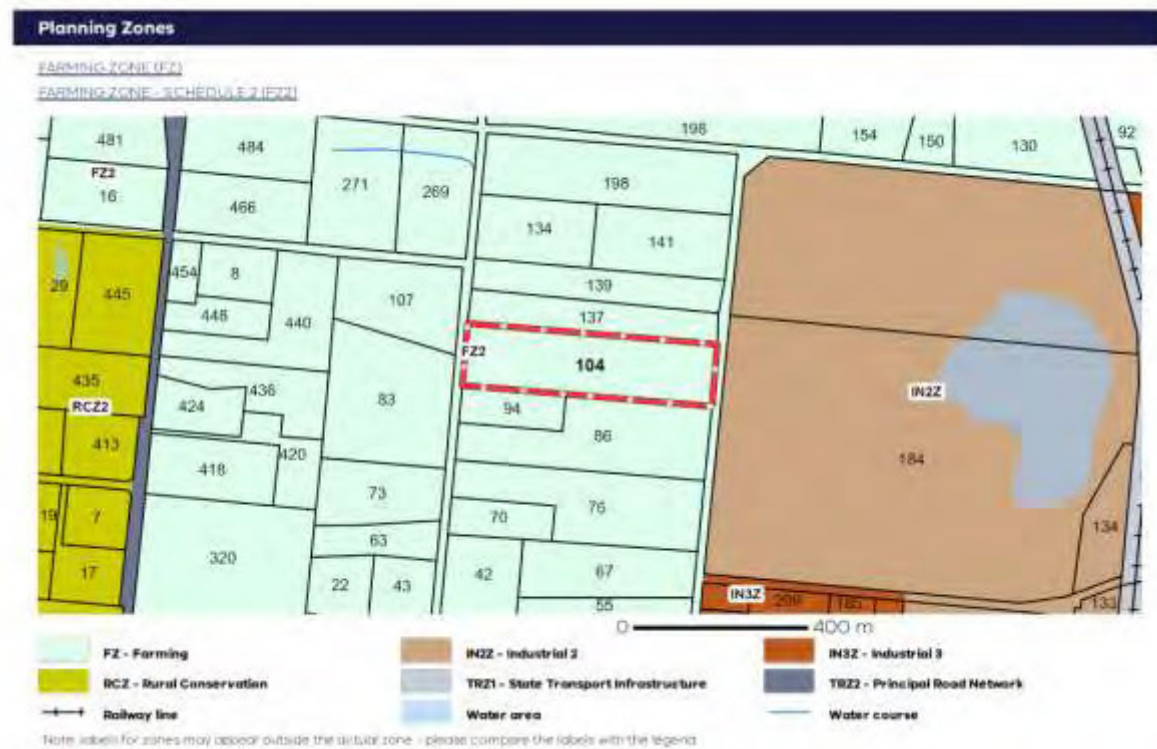 Planning Zones
FARMING ZONE (FZ)
FARMING ZONE - SCHEDULE 2 (FZ2)
481 484 198 154 150 130 92
FZ2
16 466 271 269 198
134 141
29 445 454 8 139
448 440 107 137
FZ2 104
435 436 83 IN2Z
RCZ2 424 94
413 420 86 184
418
19 7 73 76
70 134
320 63
17 22 43 42 67
55 IN3Z 209 185 133
0 400 m
FZ - Farming IN2Z - Industrial 2 IN3Z - Industrial 3
RCZ - Rural Conservation TRZ1 - State Transport Infrastructure TRZ2 - Principal Road Network
Railway line Water area Water course
Note: labels for zones may appear outside the actual zone - please compare the labels with the legend